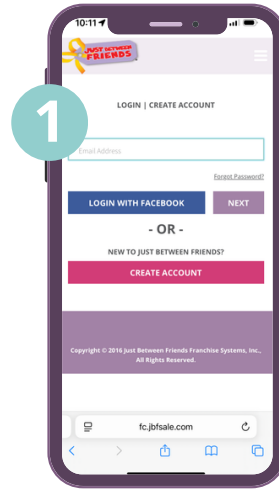 10:11
JUST BETWEEN
FRIENDS
1
LOGIN | CREATE ACCOUNT
Email Address
Forgot Password?
LOGIN WITH FACEBOOK
NEXT
- OR -
NEW TO JUST BETWEEN FRIENDS?
CREATE ACCOUNT
Copyright © 2016 Just Between Friends Franchise Systems, Inc.,
All Rights Reserved.
fc.jbfsale.com